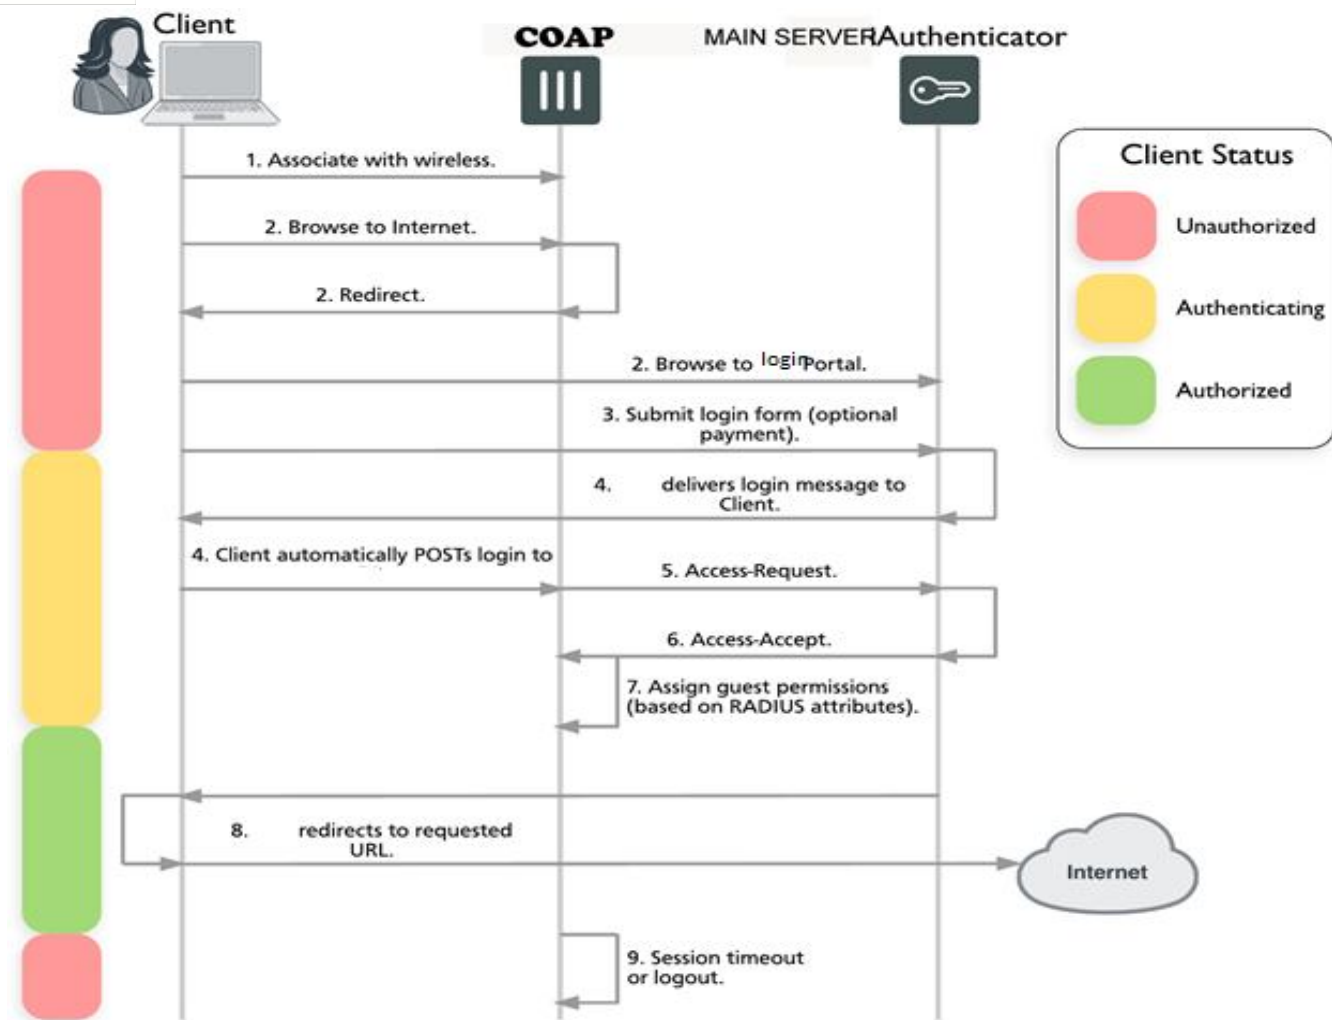 Client
COAP
MAIN SERVER/Authenticator
1. Associate with wireless.
2. Browse to Internet.
2. Redirect.
2. Browse to login Portal.
3. Submit login form (optional
payment).
4. delivers login message to
Client.
4. Client automatically POSTs login to
5. Access-Request.
6. Access-Accept.
7. Assign guest permissions
(based on RADIUS attributes).
8. redirects to requested
URL.
Internet
9. Session timeout
or logout.
Client Status
Unauthorized
Authenticating
Authorized